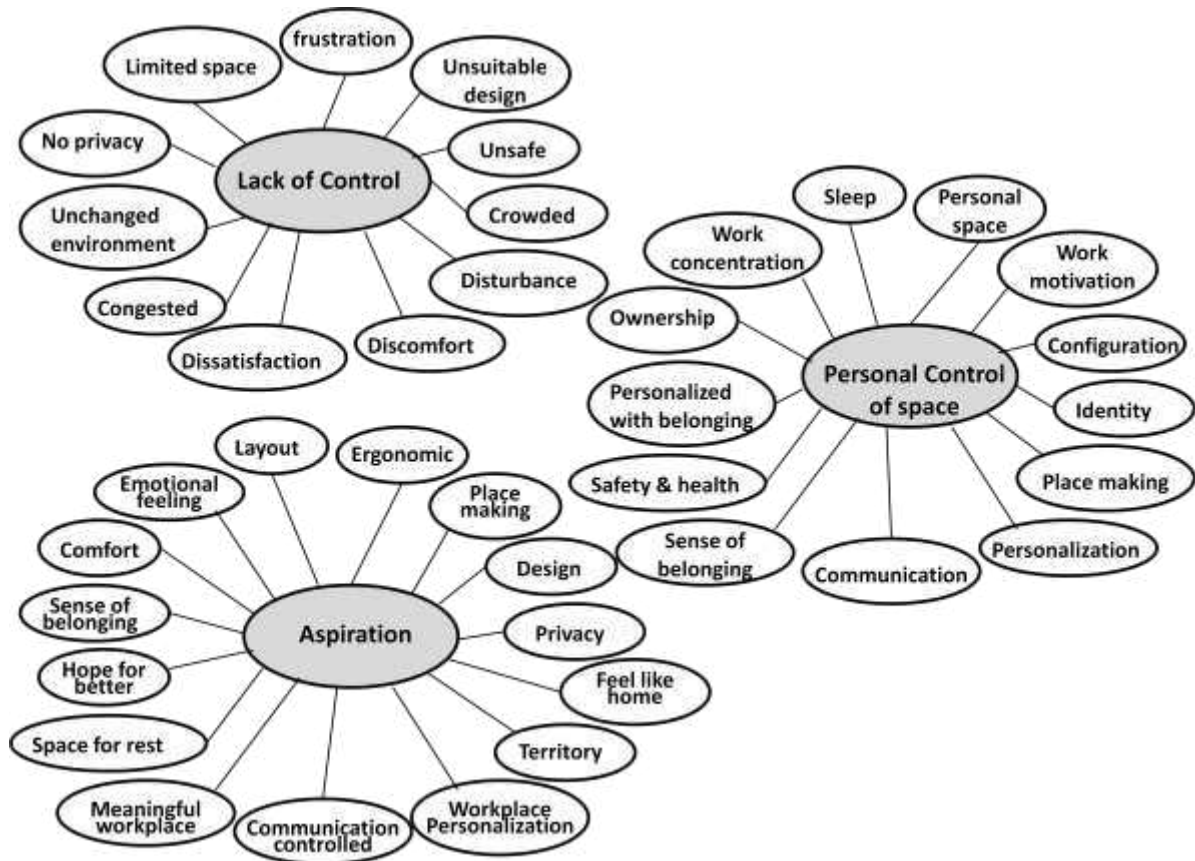 frustration
Limited space
Unsuitable
design
No privacy
Unsafe
Lack of Control
Unchanged
environment
Crowded
Disturbance
Congested
Dissatisfaction
Discomfort
Sleep
Personal
space
Work
concentration
Work
motivation
Ownership
Configuration
Personal Control
of space
Personalized
with belonging
Identity
Safety & health
Place making
Sense of
belonging
Communication
Personalization
Layout
Ergonomic
Emotional
feeling
Place
making
Comfort
Design
Sense of
belonging
Aspiration
Privacy
Hope for
better
Feel like
home
Space for rest
Territory
Meaningful
workplace
Communication
controlled
Workplace
Personalization